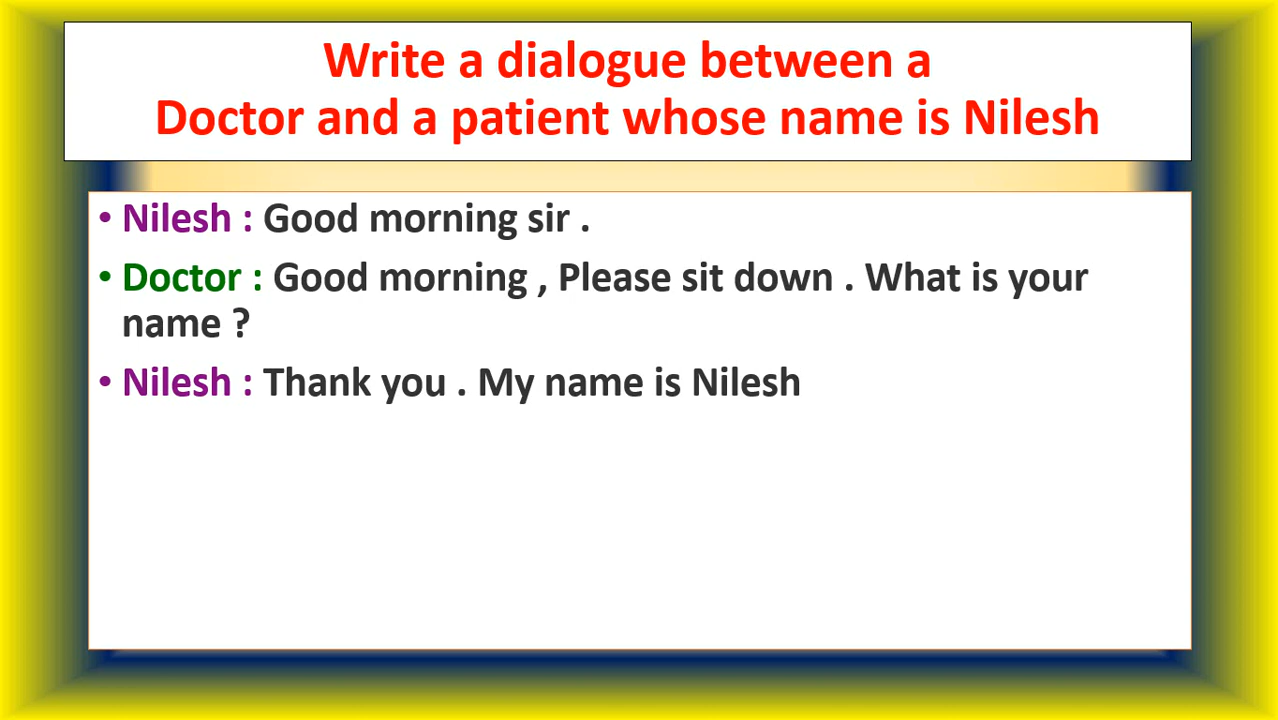 Write a dialogue between a
Doctor and a patient whose name is Nilesh
• Nilesh : Good morning sir .
• Doctor : Good morning , Please sit down . What is your
name ?
• Nilesh : Thank you . My name is Nilesh